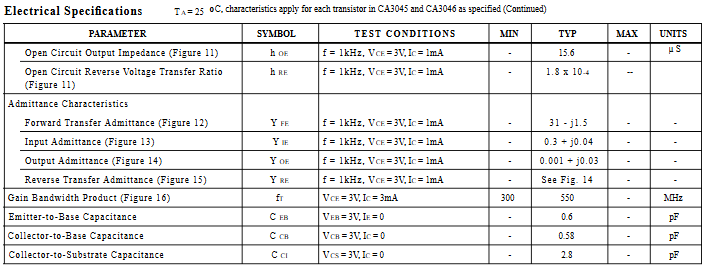 Electrical Specifications TA = 25 oC, characteristics apply for each transistor in CA3045 and CA3046 as specified (Continued)
PARAMETER SYMBOL TEST CONDITIONS MIN TYP MAX UNITS
Open Circuit Output Impedance (Figure 11) h OE f = 1kHz, VCE = 3V, IC = 1mA - 15.6 - µ S
Open Circuit Reverse Voltage Transfer Ratio h RE f = 1kHz, VCE = 3V, IC = 1mA - 1.8 x 10-4 --
(Figure 11)
Admittance Characteristics
Forward Transfer Admittance (Figure 12) Y FE f = 1kHz, VCE = 3V, IC = 1mA - 31 - j1.5 - -
Input Admittance (Figure 13) Y IE f = 1kHz, VCE = 3V, IC = 1mA - 0.3 + j0.04 - -
Output Admittance (Figure 14) Y OE f = 1kHz, VCE = 3V, IC = 1mA - 0.001 + j0.03 - -
Reverse Transfer Admittance (Figure 15) Y RE f = 1kHz, VCE = 3V, IC = 1mA - See Fig. 14 - -
Gain Bandwidth Product (Figure 16) fT VCE = 3V, IC = 3mA 300 550 - MHz
Emitter-to-Base Capacitance C EB VEB = 3V, IE = 0 - 0.6 - pF
Collector-to-Base Capacitance C CB VCB = 3V, IC = 0 - 0.58 - pF
Collector-to-Substrate Capacitance C CI VCS = 3V, IC = 0 - 2.8 - pF